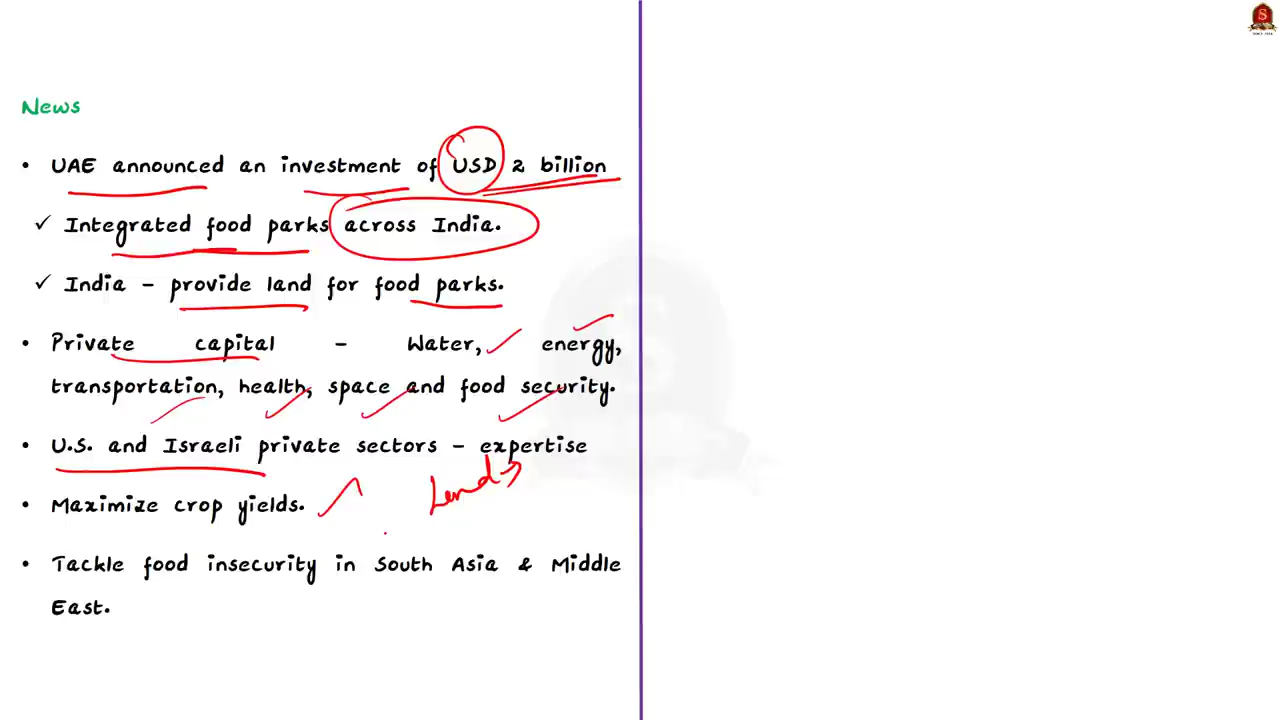 News
• UAE announced an investment of USD 2 billion
✓ Integrated food parks across India.
✓ India – provide land for food parks.
• Private capital – Water, energy,
transportation, health, space and food security.
• U.S. and Israeli private sectors – expertise
Lend →
• Maximize crop yields.
• Tackle food insecurity in South Asia & Middle
East.